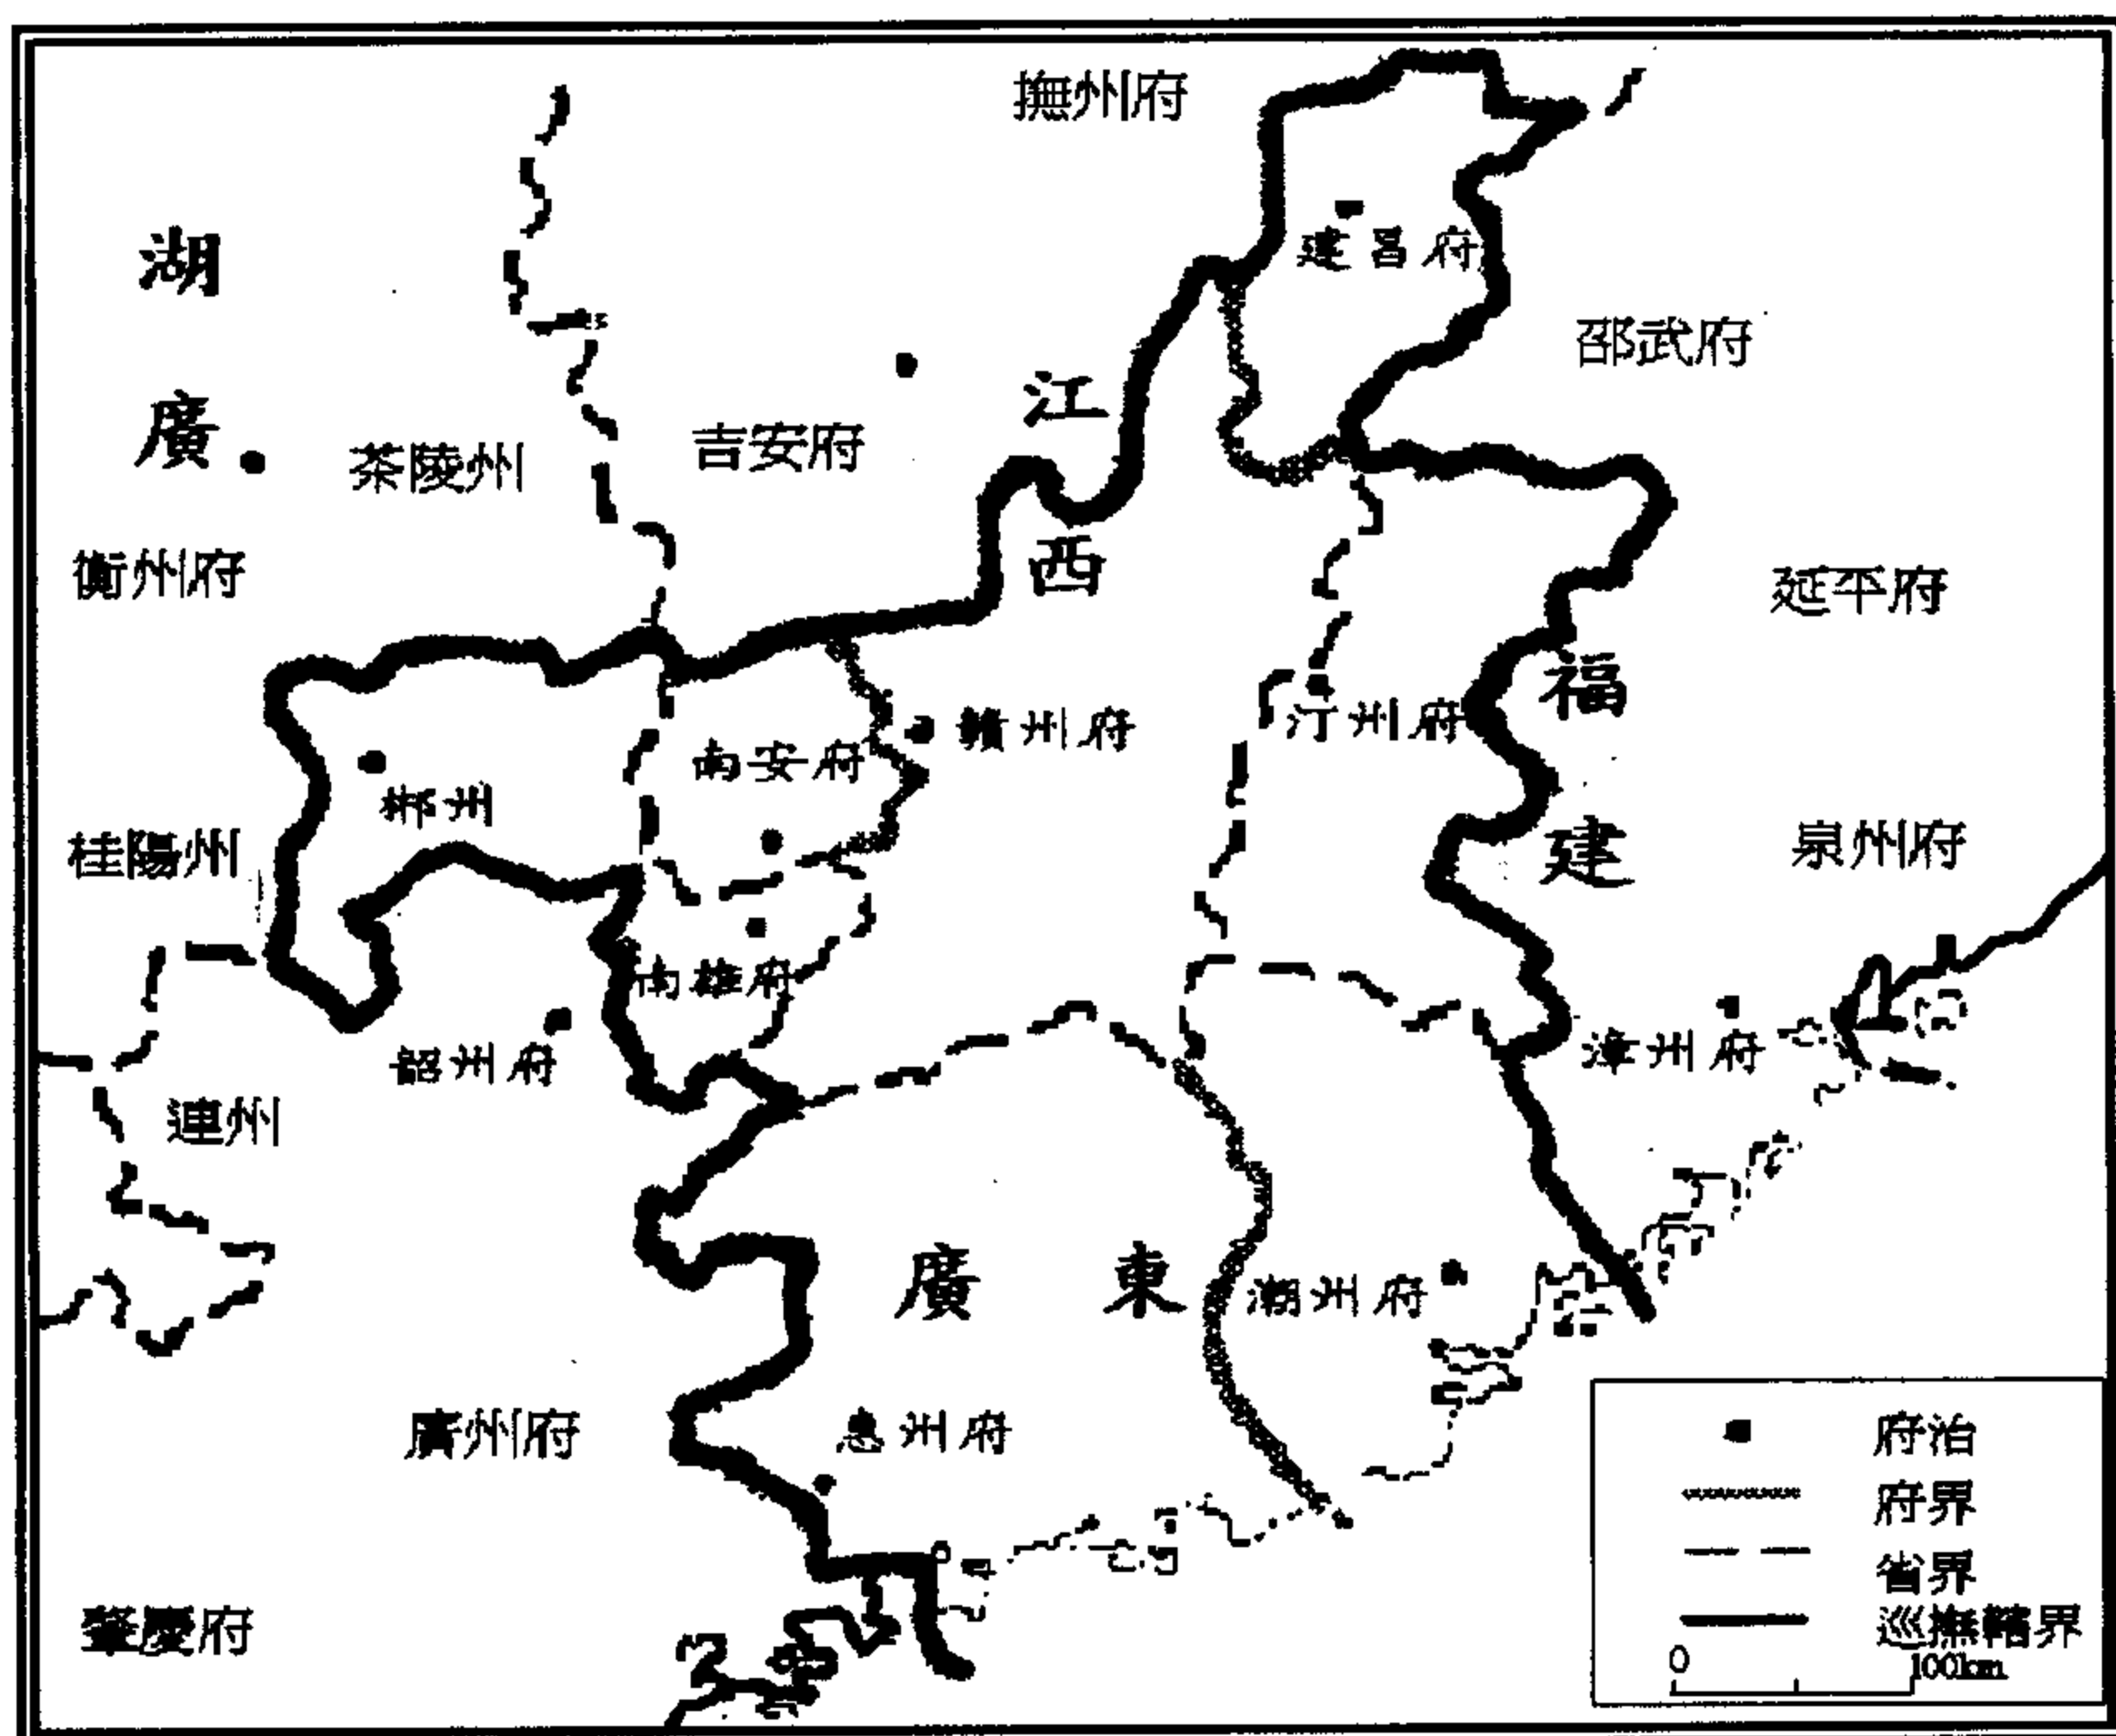 撫州府
湖廣
建昌府
邵武府
江西
吉安府
茶陵州
衡州府
延平府
福建
贛州府
汀州府
南安府
郴州
桂陽州
泉州府
南雄府
韶州府
漳州府
連州
廣東
潮州府
廣州府
惠州府
肇慶府
府治
府界
省界
巡撫轄界
0 100km